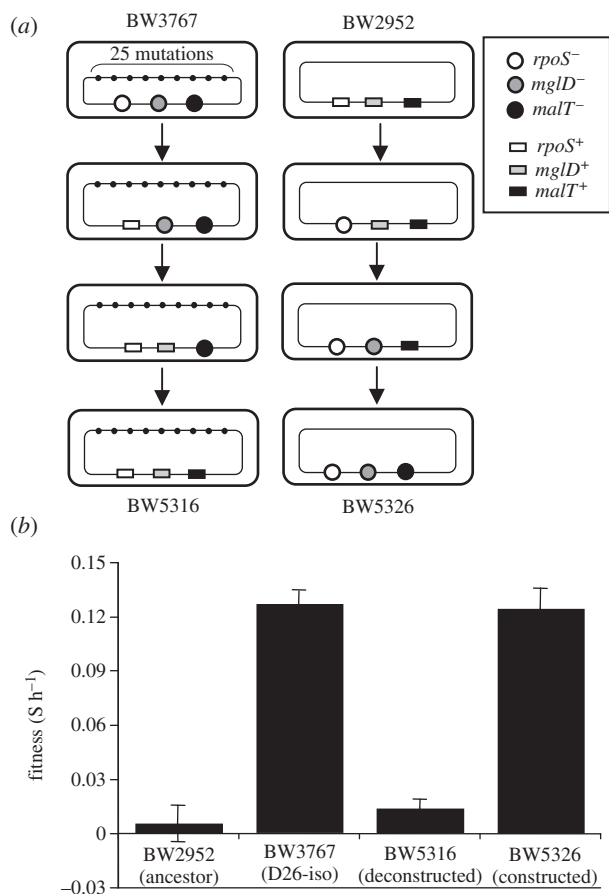 (a)
BW3767
BW2952
25 mutations
rpoS⁻
mglD⁻
malT⁻
rpoS⁺
mglD⁺
malT⁺
BW5316
BW5326
(b)
0.15
0.12
0.09
0.06
0.03
0
–0.03
fitness (S h⁻¹)
BW2952
(ancestor)
BW3767
(D26-iso)
BW5316
(deconstructed)
BW5326
(constructed)